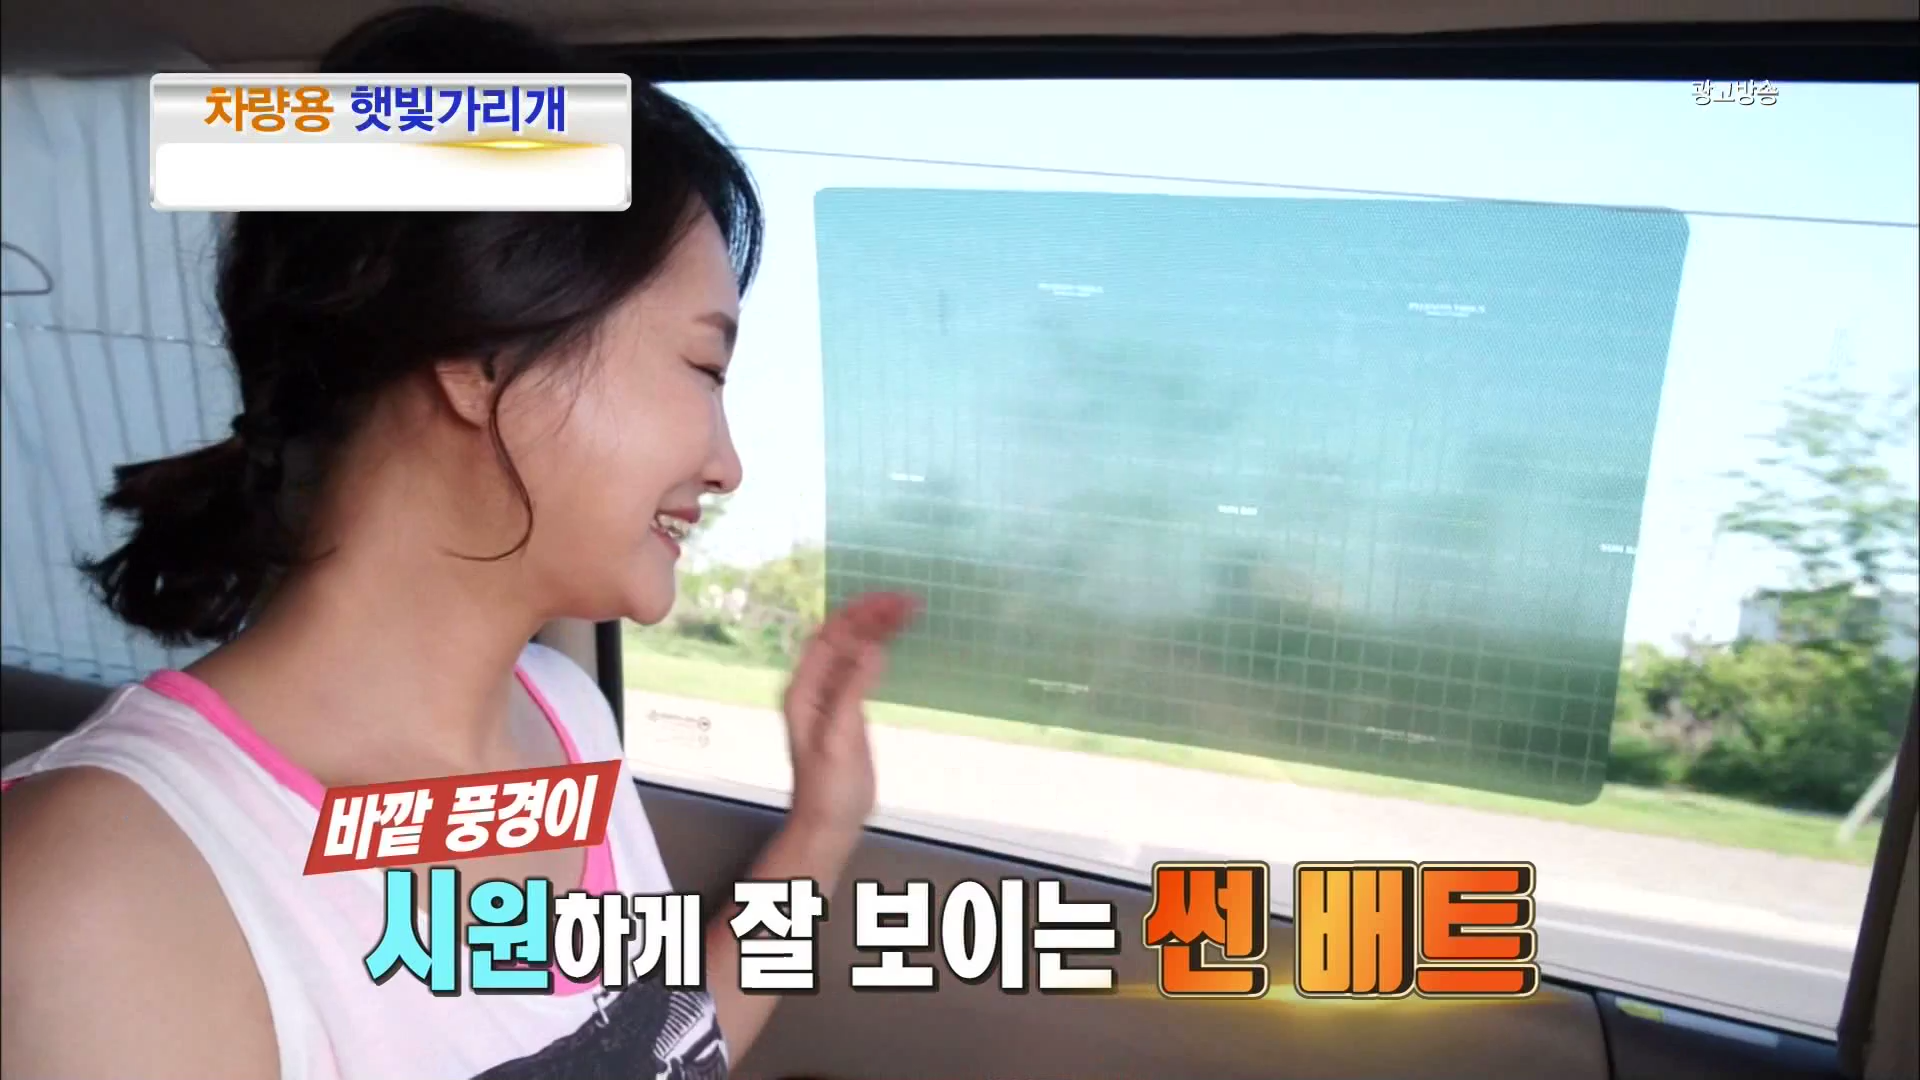 차량용 햇빛가리개
광고방송
바깥 풍경이
시원하게 잘 보이는 썬 배트